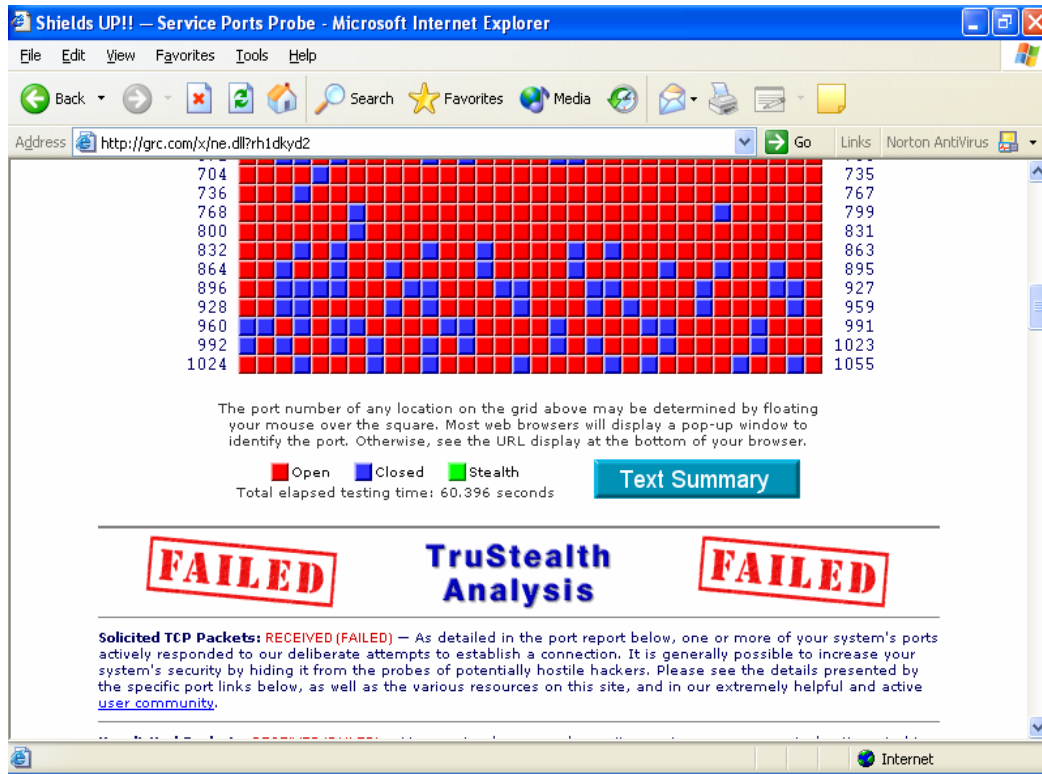 Shields UP!! — Service Ports Probe - Microsoft Internet Explorer
File Edit View Favorites Tools Help
Back Search Favorites Media
Address http://grc.com/x/ne.dll?rh1dkyd2 Go Links Norton AntiVirus
704 735
736 767
768 799
800 831
832 863
864 895
896 927
928 959
960 991
992 1023
1024 1055
The port number of any location on the grid above may be determined by floating
your mouse over the square. Most web browsers will display a pop-up window to
identify the port. Otherwise, see the URL display at the bottom of your browser.
Open Closed Stealth
Total elapsed testing time: 60.396 seconds
Text Summary
FAILED TruStealth Analysis FAILED
Solicited TCP Packets: RECEIVED (FAILED) — As detailed in the port report below, one or more of your system's ports
actively responded to our deliberate attempts to establish a connection. It is generally possible to increase your
system's security by hiding it from the probes of potentially hostile hackers. Please see the details presented by
the specific port links below, as well as the various resources on this site, and in our extremely helpful and active
user community.
Internet